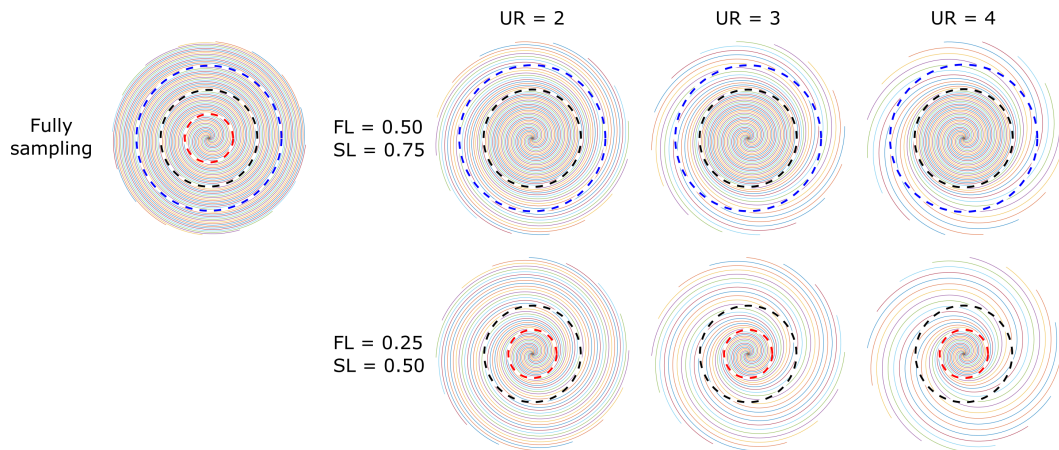 UR = 2
UR = 3
UR = 4
Fully
sampling
FL = 0.50
SL = 0.75
FL = 0.25
SL = 0.50